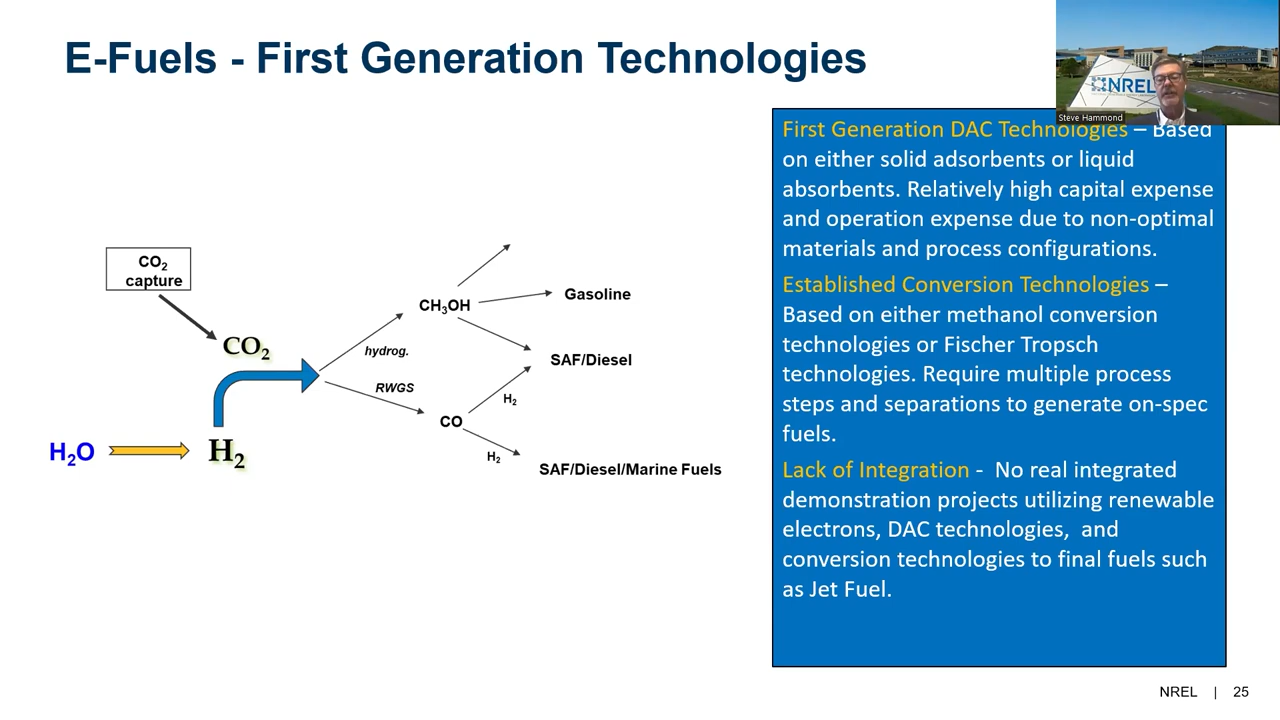 E-Fuels - First Generation Technologies
NREL
Steve Hammond
CO2
capture
CO2
H2O
H2
hydrog.
RWGS
CH3OH
CO
H2
H2
Gasoline
SAF/Diesel
SAF/Diesel/Marine Fuels
First Generation DAC Technologies – Based
on either solid adsorbents or liquid
absorbents. Relatively high capital expense
and operation expense due to non-optimal
materials and process configurations.
Established Conversion Technologies –
Based on either methanol conversion
technologies or Fischer Tropsch
technologies. Require multiple process
steps and separations to generate on-spec
fuels.
Lack of Integration - No real integrated
demonstration projects utilizing renewable
electrons, DAC technologies, and
conversion technologies to final fuels such
as Jet Fuel.
NREL | 25